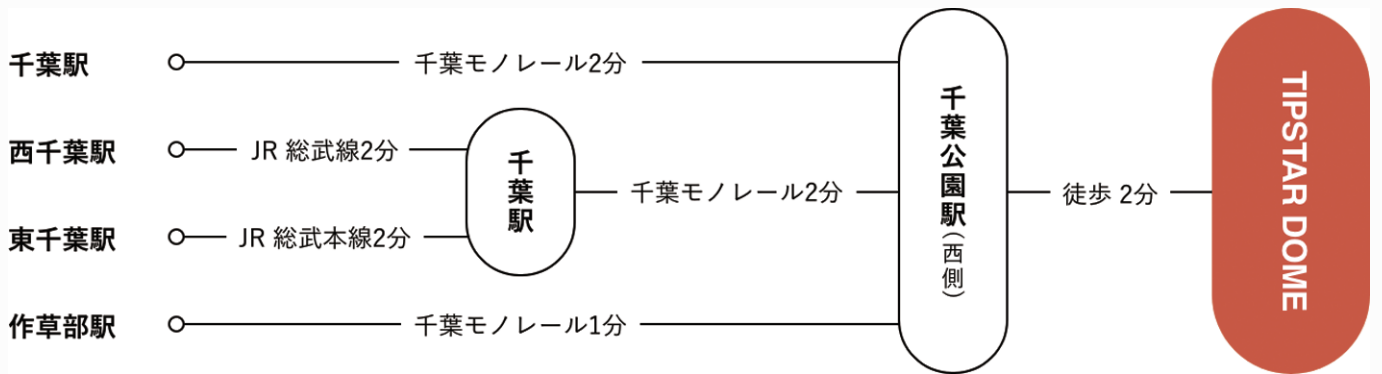 千葉駅
千葉モノレール2分
西千葉駅
JR 総武線2分
東千葉駅
JR 総武本線2分
千葉駅
千葉モノレール2分
作草部駅
千葉モノレール1分
千葉公園駅（西側）
徒歩 2分
TIPSTAR DOME